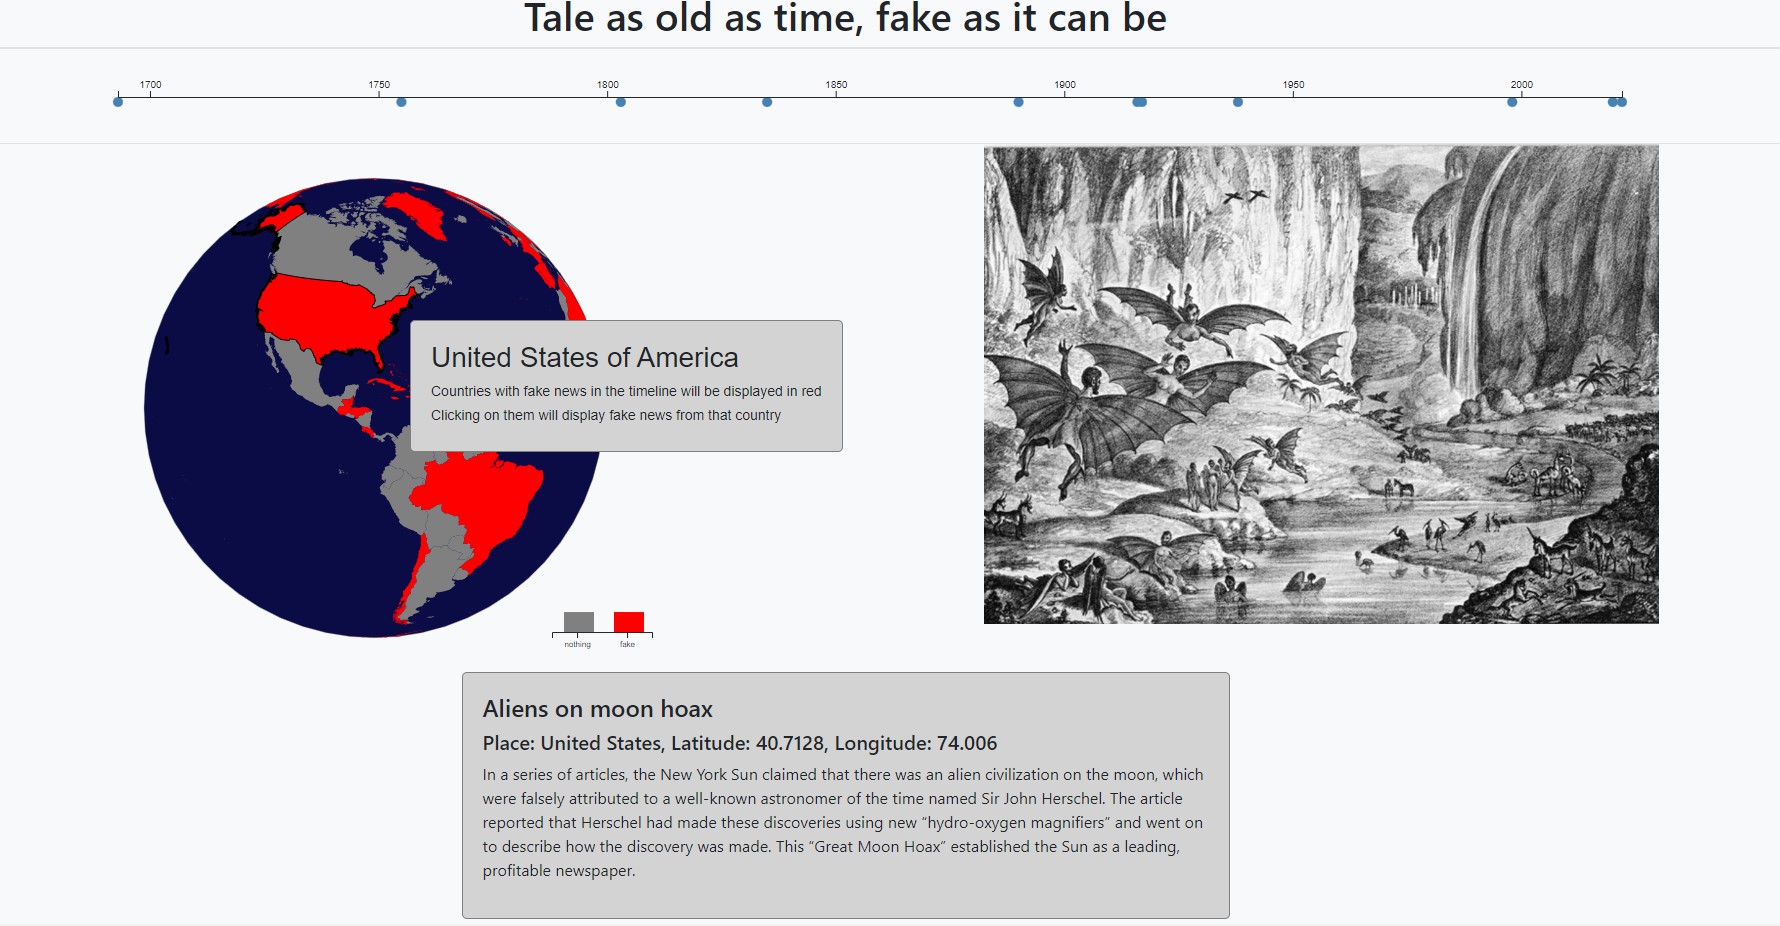 Tale as old as time, fake as it can be
1700 1750 1800 1850 1900 1950 2000
United States of America
Countries with fake news in the timeline will be displayed in red
Clicking on them will display fake news from that country
nothing fake
Aliens on moon hoax
Place: United States, Latitude: 40.7128, Longitude: 74.006
In a series of articles, the New York Sun claimed that there was an alien civilization on the moon, which
were falsely attributed to a well-known astronomer of the time named Sir John Herschel. The article
reported that Herschel had made these discoveries using new “hydro-oxygen magnifiers” and went on
to describe how the discovery was made. This “Great Moon Hoax” established the Sun as a leading,
profitable newspaper.